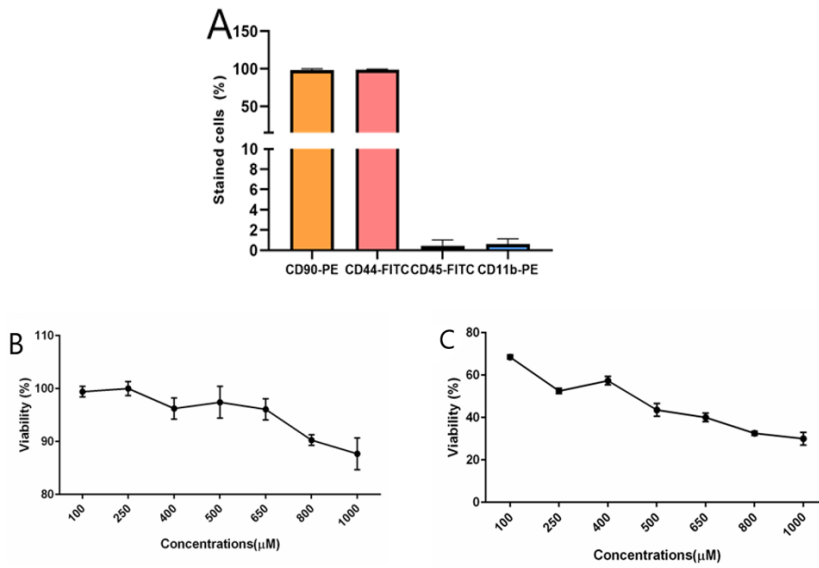 A
Stained cells (%)
150
100
50
10
8
6
4
2
0
CD90-PE CD44-FITC CD45-FITC CD11b-PE
B
Viability (%)
110
100
90
80
100 250 400 500 650 800 1000
Concentrations(μM)
C
Viability (%)
80
60
40
20
0
100 250 400 500 650 800 1000
Concentrations(μM)